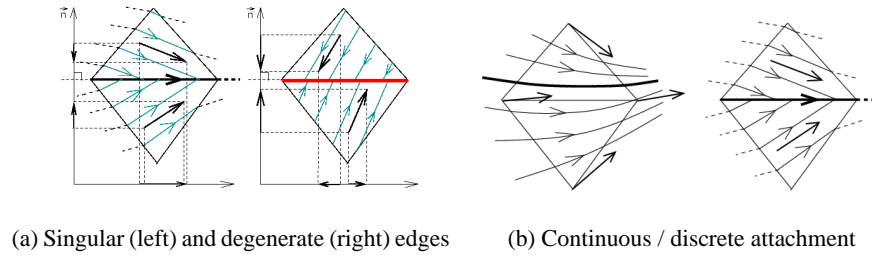 n
n
(a) Singular (left) and degenerate (right) edges
(b) Continuous / discrete attachment